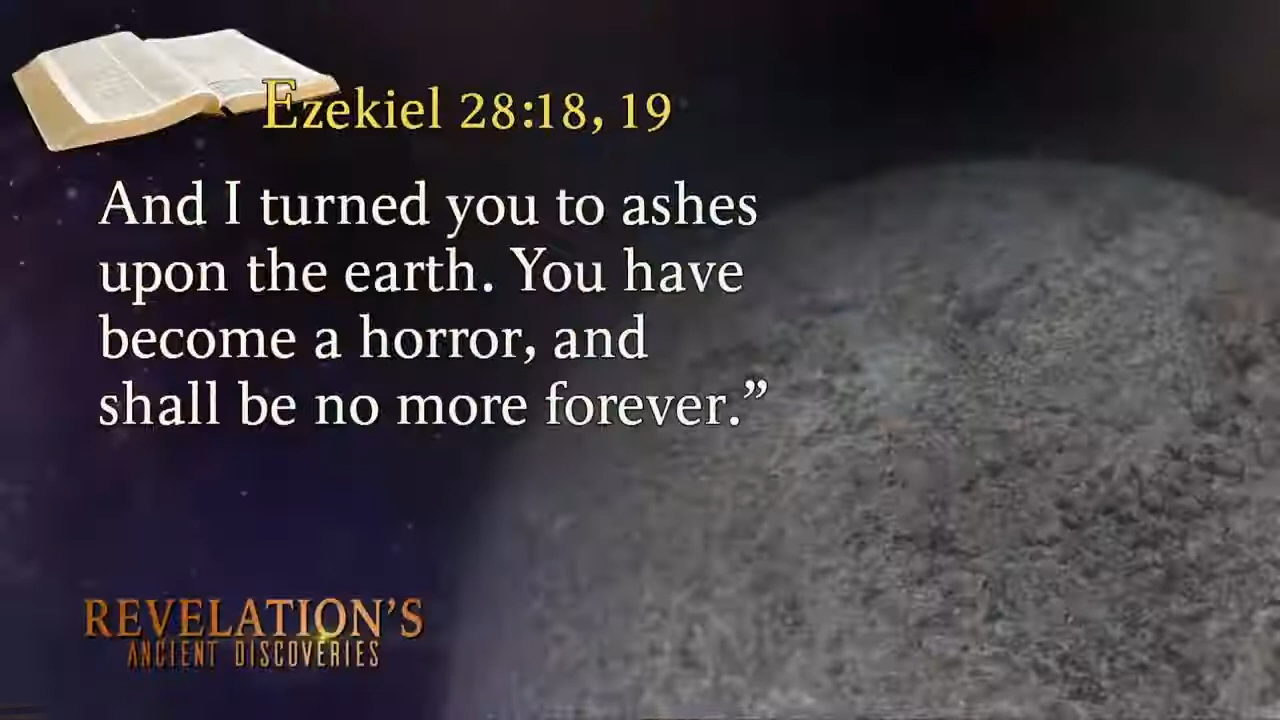 Ezekiel 28:18, 19
And I turned you to ashes
upon the earth. You have
become a horror, and
shall be no more forever.”
REVELATION’S
ANCIENT DISCOVERIES